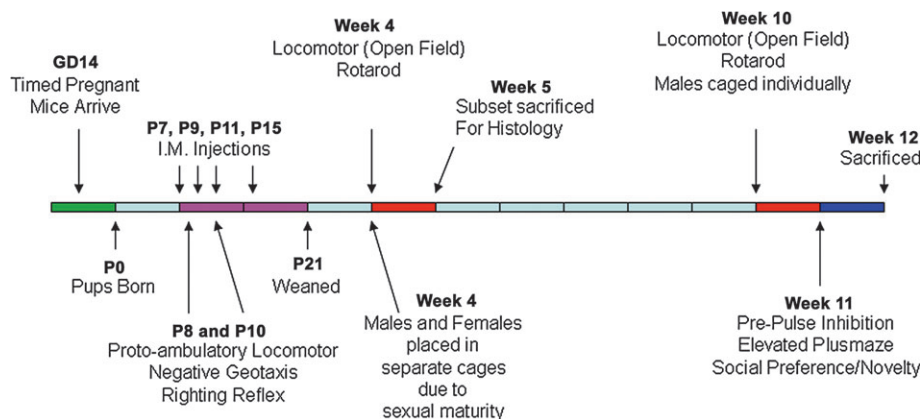 GD14
Timed Pregnant
Mice Arrive
P7, P9, P11, P15
I.M. Injections
Week 4
Locomotor (Open Field)
Rotarod
Week 5
Subset sacrificed
For Histology
Week 10
Locomotor (Open Field)
Rotarod
Males caged individually
Week 12
Sacrificed
P0
Pups Born
P8 and P10
Proto-ambulatory Locomotor
Negative Geotaxis
Righting Reflex
P21
Weaned
Week 4
Males and Females
placed in
separate cages
due to
sexual maturity
Week 11
Pre-Pulse Inhibition
Elevated Plusmaze
Social Preference/Novelty